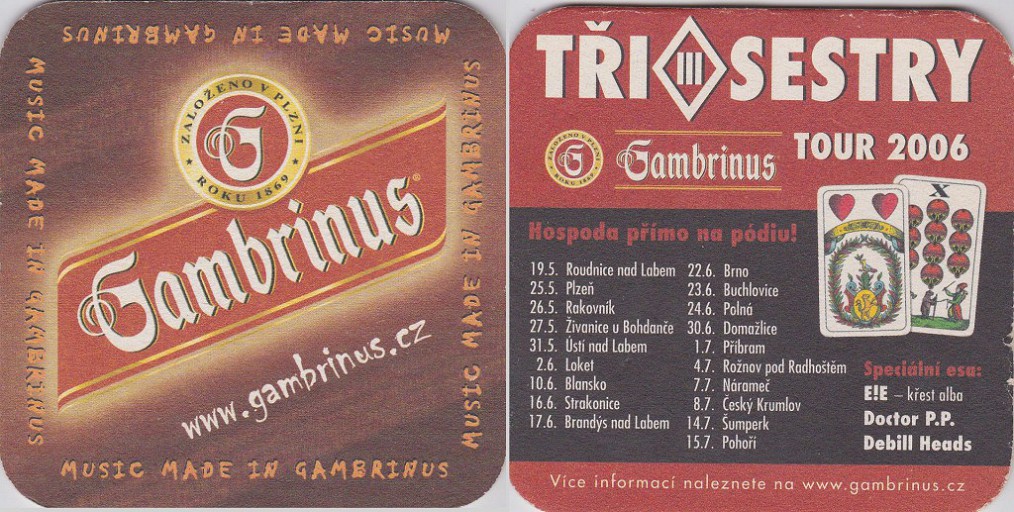 MUSIC MADE IN GAMBRINUS
MUSIC MADE IN GAMBRINUS
MUSIC MADE IN GAMBRINUS
ZALOŽENO V PLZNI
G
ROKU 1869
Gambrinus®
www.gambrinus.cz
MUSIC MADE IN GAMBRINUS
TŘI III SESTRY
TOUR 2006
ZALOŽENO V PLZNI
G
ROKU 1869
Gambrinus
X
Hospoda přímo na pódiu!
19.5. Roudnice nad Labem
25.5. Plzeň
26.5. Rakovník
27.5. Živanice u Bohdanče
31.5. Ústí nad Labem
2.6. Loket
10.6. Blansko
16.6. Strakonice
17.6. Brandýs nad Labem
22.6. Brno
23.6. Buchlovice
24.6. Polná
30.6. Domažlice
1.7. Příbram
4.7. Rožnov pod Radhoštěm
7.7. Nárameč
8.7. Český Krumlov
14.7. Šumperk
15.7. Pohoří
Speciální esa:
E!E – křest alba
Doctor P.P.
Debill Heads
Více informací naleznete na www.gambrinus.cz